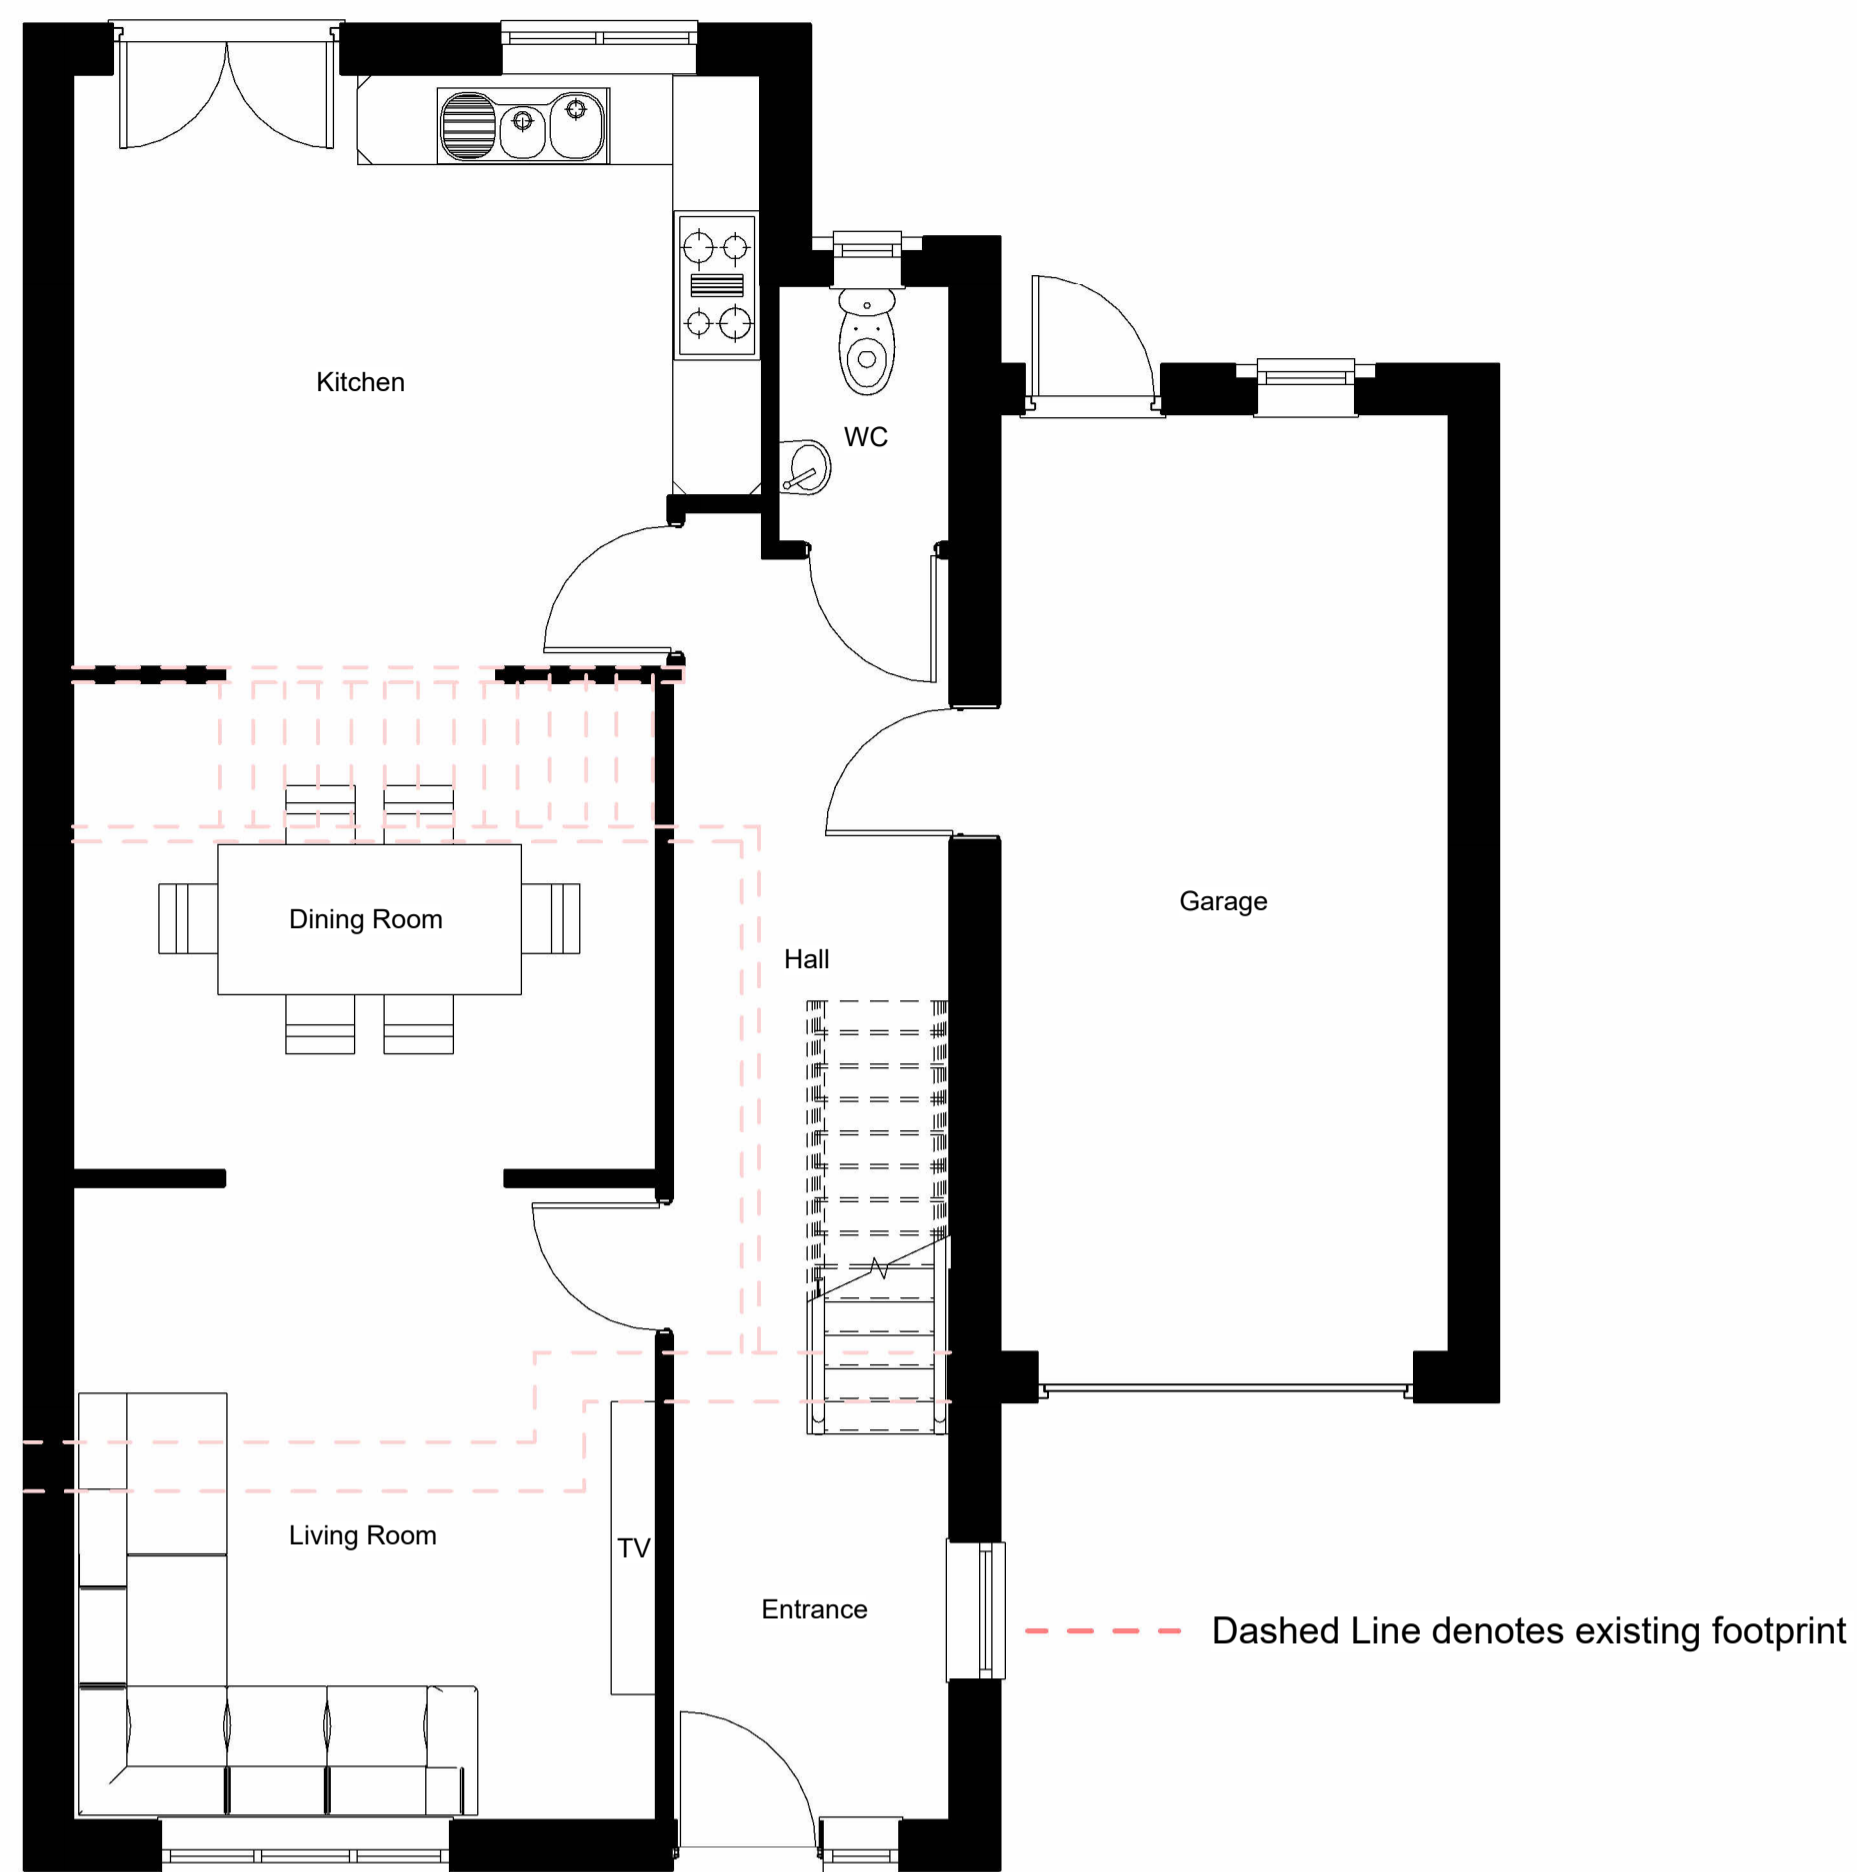 Kitchen
WC
Garage
Dining Room
Hall
Living Room
TV
Entrance
Dashed Line denotes existing footprint